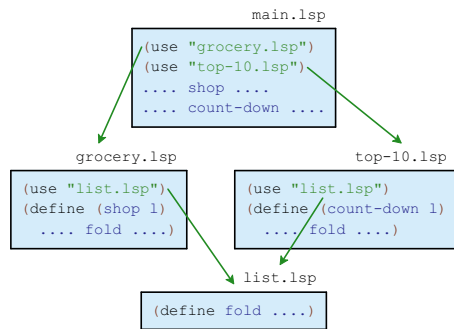 main.lsp
(use "grocery.lsp")
(use "top-10.lsp")
.... shop ....
.... count-down ....
grocery.lsp
(use "list.lsp")
(define (shop l)
.... fold ....)
top-10.lsp
(use "list.lsp")
(define (count-down l)
.... fold ....)
list.lsp
(define fold ....)